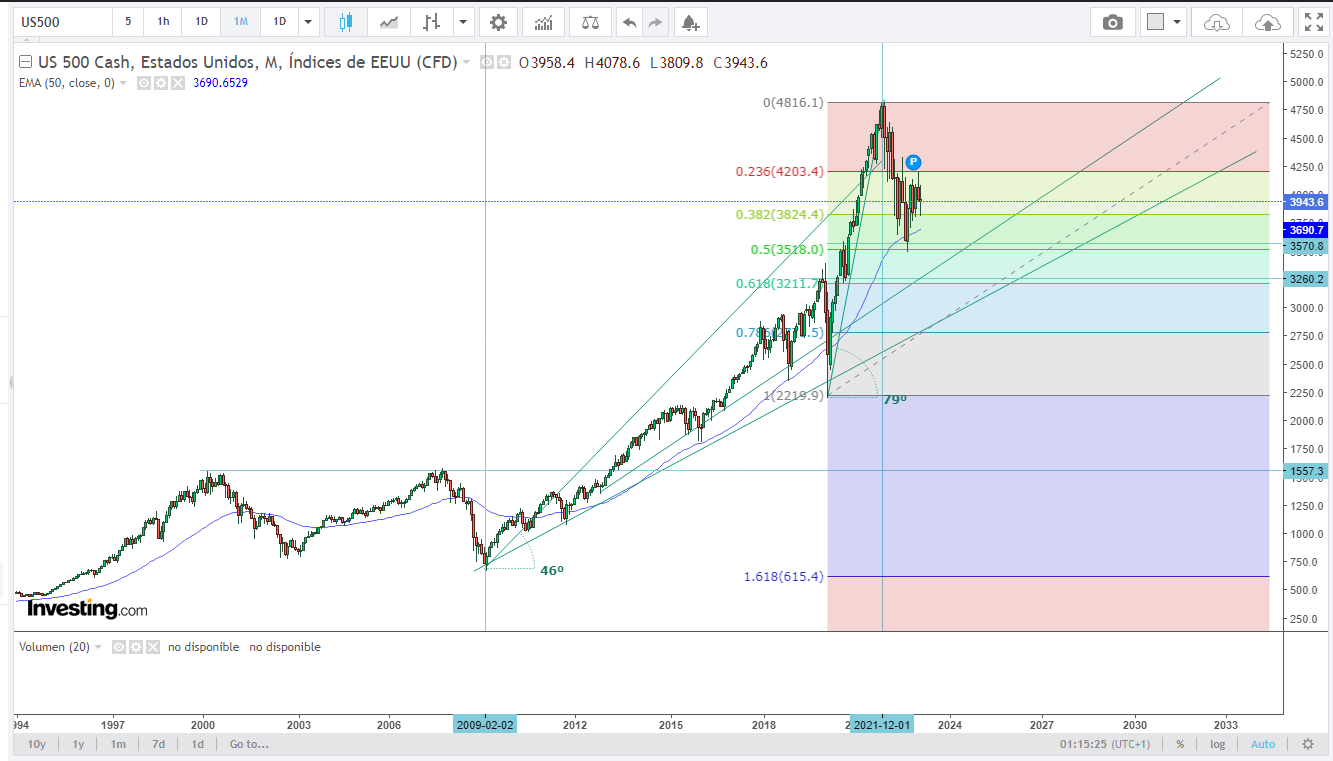 US500 5 1h 1D 1M 1D
US 500 Cash, Estados Unidos, M, Índices de EEUU (CFD) O3958.4 H4078.6 L3809.8 C3943.6
EMA (50, close, 0) 3690.6529
5250.0
5000.0
0(4816.1)
4750.0
4500.0
P
0.236(4203.4)
4250.0
3943.6
0.382(3824.4)
3690.7
0.5(3518.0)
3570.8
0.618(3211.7)
3260.2
3000.0
2750.0
2500.0
1(2219.9)
79º
2250.0
2000.0
1750.0
1557.3
1250.0
1000.0
750.0
46º
1.618(615.4)
500.0
Investing.com
250.0
Volumen (20) no disponible no disponible
1997 2000 2003 2006 2009-02-02 2012 2015 2018 2021-12-01 2024 2027 2030 2033
10y 1y 1m 7d 1d Go to... 01:15:25 (UTC+1) % log Auto